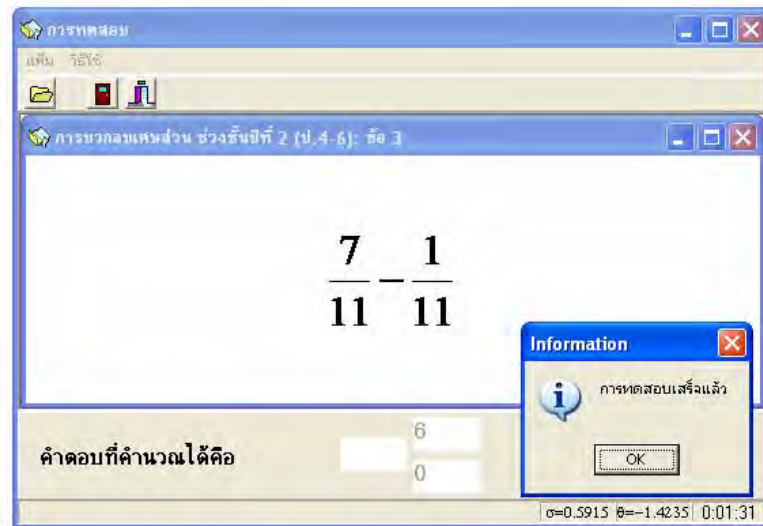 การทดสอบ
แฟ้ม วิธีใช้
การบวกลบเศษส่วน ช่วงชั้นปีที่ 2 (ป.4-6): ข้อ 3
7/11 − 1/11
Information
การทดสอบเสร็จแล้ว
OK
คำตอบที่คำนวณได้คือ
6
0
σ=0.5915 θ=−1.4235 0:01:31